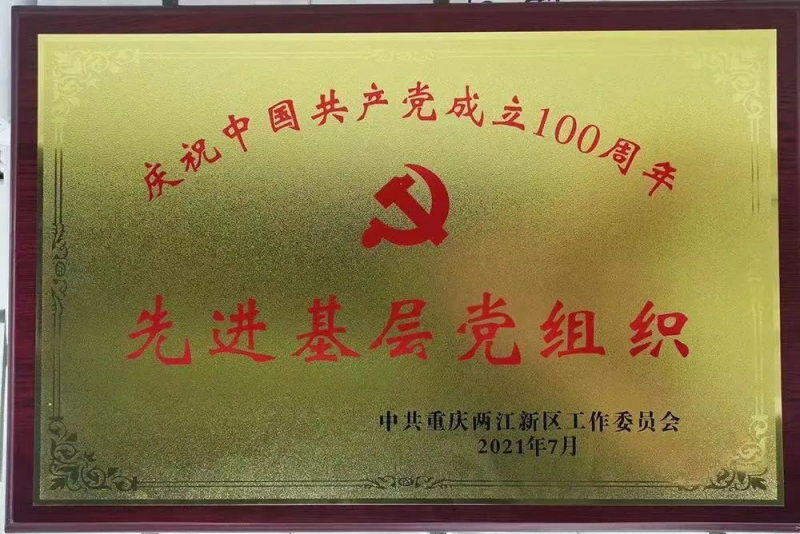 庆祝中国共产党成立100周年
先进基层党组织
中共重庆两江新区工作委员会
2021年7月